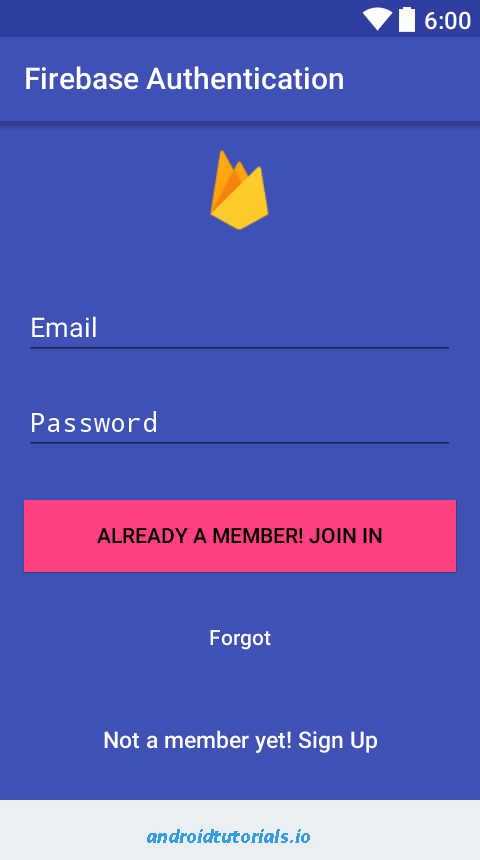 6:00
Firebase Authentication
Email
Password
ALREADY A MEMBER! JOIN IN
Forgot
Not a member yet! Sign Up
androidtutorials.io